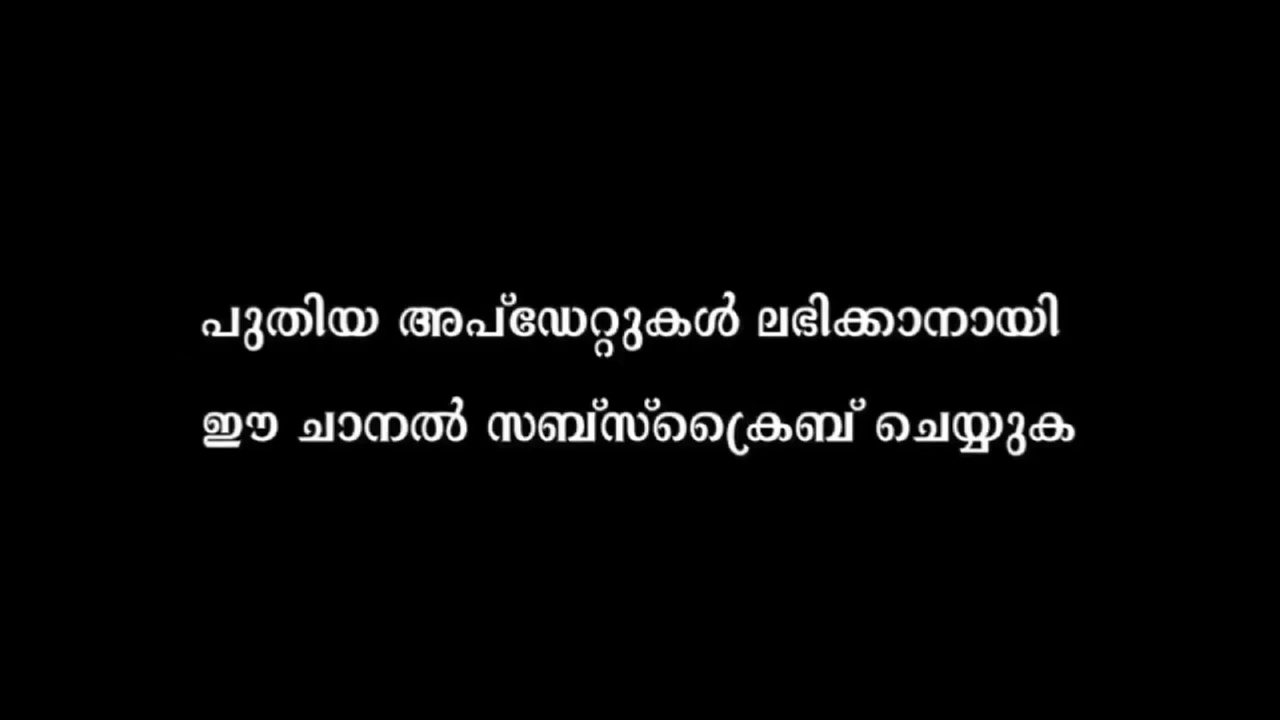 പുതിയ അപ്ഡേറ്റുകൾ ലഭിക്കാനായി
ഈ ചാനൽ സബ്സ്ക്രൈബ് ചെയ്യുക